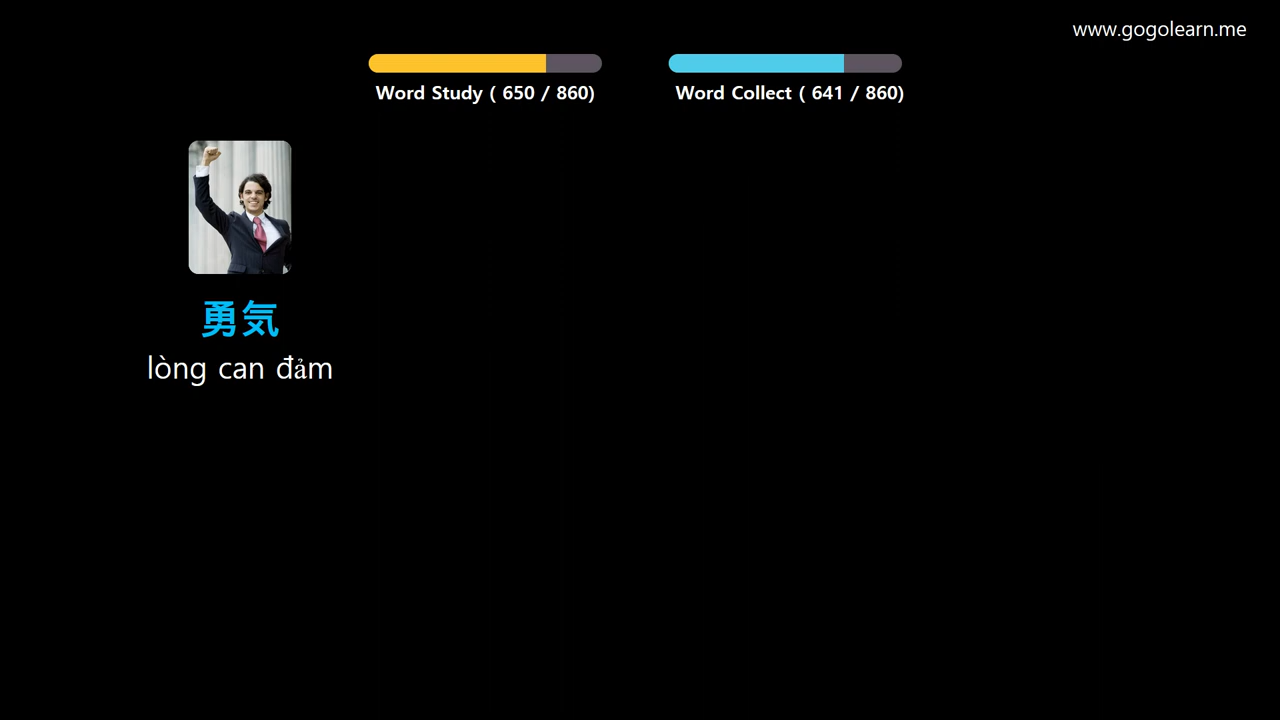 www.gogolearn.me
Word Study ( 650 / 860)
Word Collect ( 641 / 860)
勇気
lòng can đảm